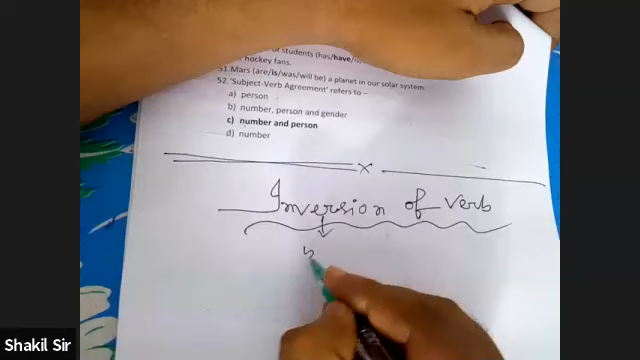 of students (has/have/
hockey fans.
51. Mars (are/is/was/will be) a planet in our solar system.
52. 'Subject-Verb Agreement' refers to –
a) person
b) number, person and gender
c) number and person
d) number
Inversion of verb
Shakil Sir